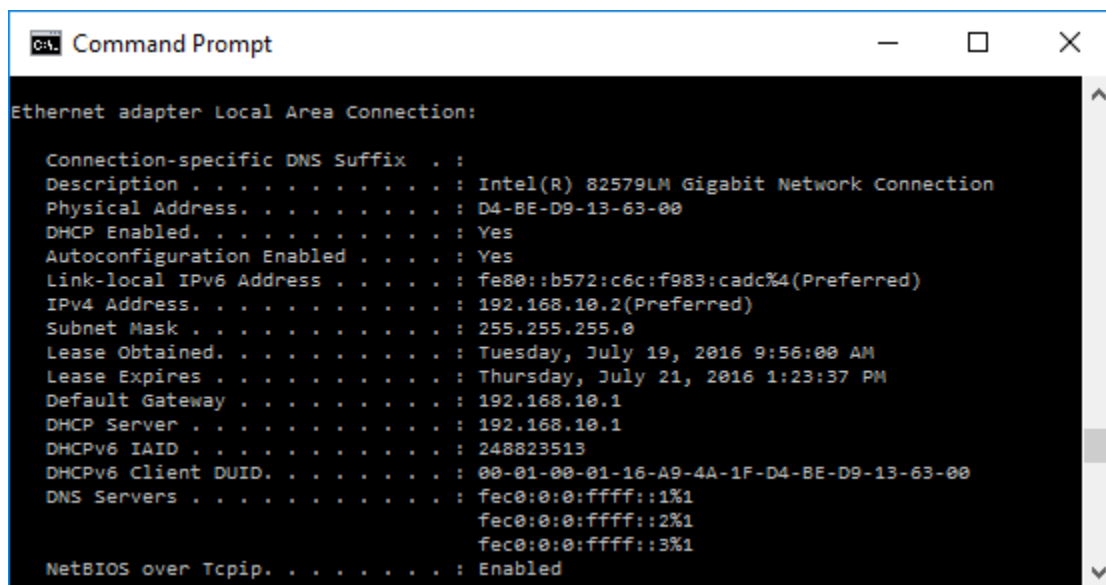 Command Prompt
Ethernet adapter Local Area Connection:
Connection-specific DNS Suffix . :
Description . . . . . . . . . . . : Intel(R) 82579LM Gigabit Network Connection
Physical Address. . . . . . . . . : D4-BE-D9-13-63-00
DHCP Enabled. . . . . . . . . . . : Yes
Autoconfiguration Enabled . . . . : Yes
Link-local IPv6 Address . . . . . : fe80::b572:c6c:f983:cadc%4(Preferred)
IPv4 Address. . . . . . . . . . . : 192.168.10.2(Preferred)
Subnet Mask . . . . . . . . . . . : 255.255.255.0
Lease Obtained. . . . . . . . . . : Tuesday, July 19, 2016 9:56:00 AM
Lease Expires . . . . . . . . . . : Thursday, July 21, 2016 1:23:37 PM
Default Gateway . . . . . . . . . : 192.168.10.1
DHCP Server . . . . . . . . . . . : 192.168.10.1
DHCPv6 IAID . . . . . . . . . . . : 248823513
DHCPv6 Client DUID. . . . . . . . : 00-01-00-01-16-A9-4A-1F-D4-BE-D9-13-63-00
DNS Servers . . . . . . . . . . . : fec0:0:0:ffff::1%1
fec0:0:0:ffff::2%1
fec0:0:0:ffff::3%1
NetBIOS over Tcpip. . . . . . . . : Enabled